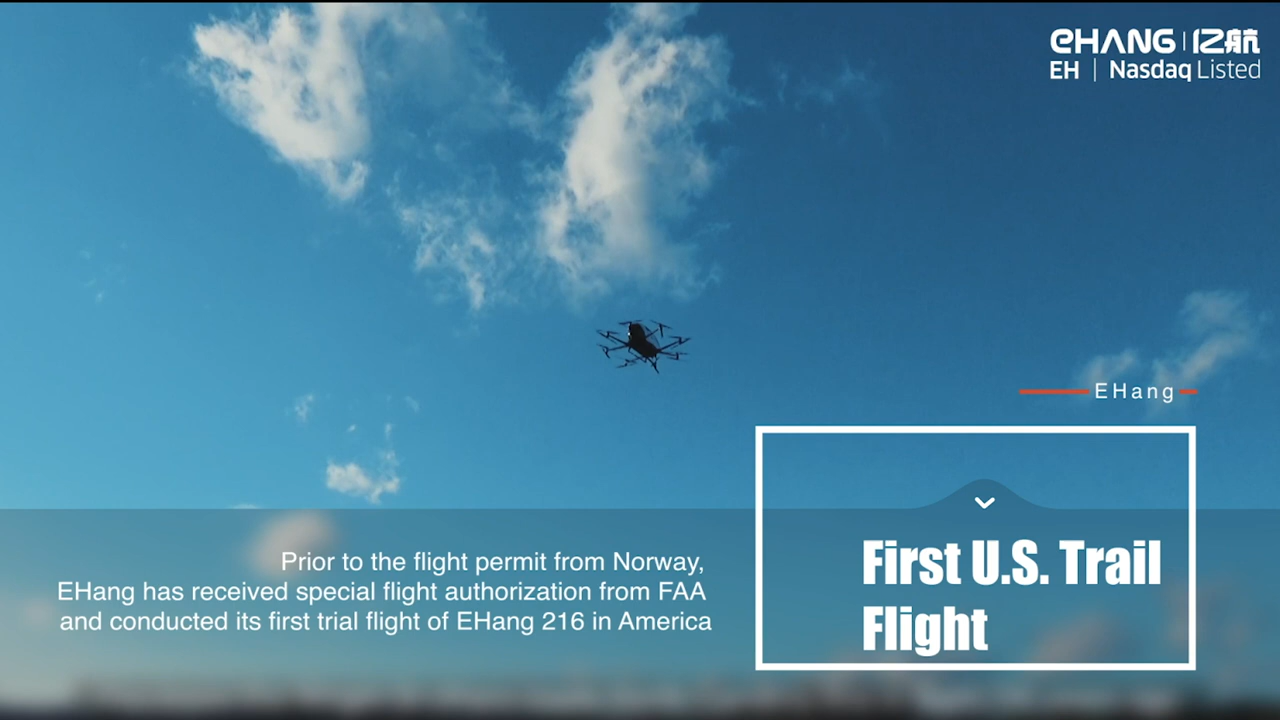 EHANG | 亿航
EH | Nasdaq Listed
EHang
First U.S. Trail
Flight
Prior to the flight permit from Norway,
EHang has received special flight authorization from FAA
and conducted its first trial flight of EHang 216 in America